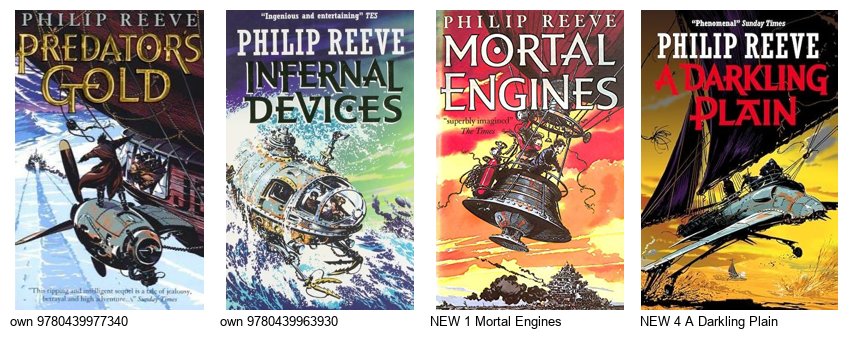 PHILIP REEVE
PREDATOR'S
GOLD
"This ripping and intelligent sequel is a tale of jealousy,
betrayal and high adventure..." Sunday Times
own 9780439977340
"Ingenious and entertaining" TES
PHILIP REEVE
INFERNAL
DEVICES
own 9780439963930
PHILIP REEVE
MORTAL
ENGINES
"superbly imagined"
The Times
NEW 1 Mortal Engines
"Phenomenal" Sunday Times
PHILIP REEVE
A DARKLING
PLAIN
NEW 4 A Darkling Plain